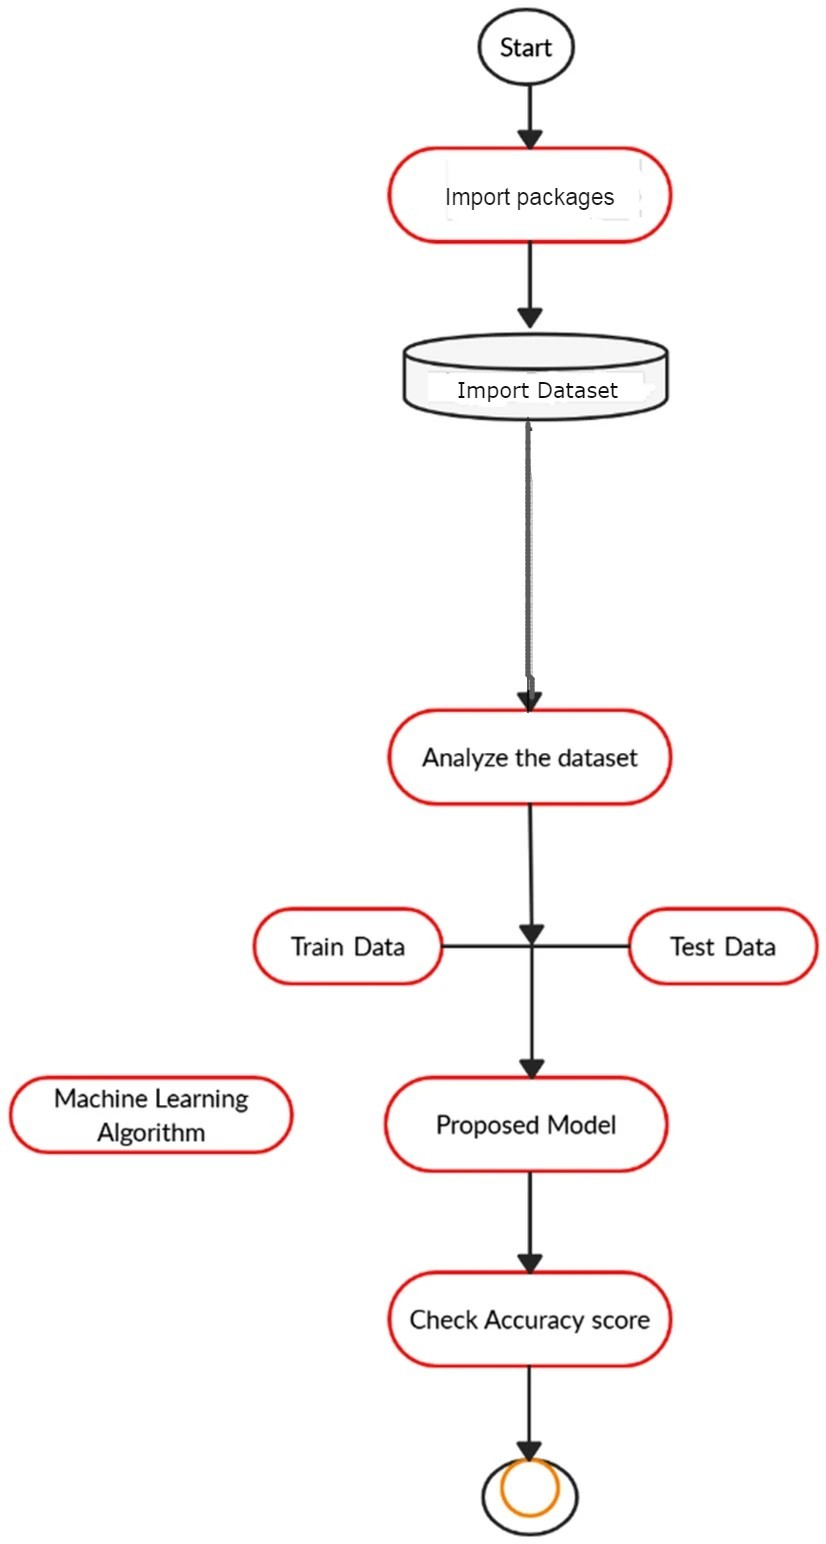 Start
Import packages
Import Dataset
Analyze the dataset
Train Data
Test Data
Machine Learning
Algorithm
Proposed Model
Check Accuracy score